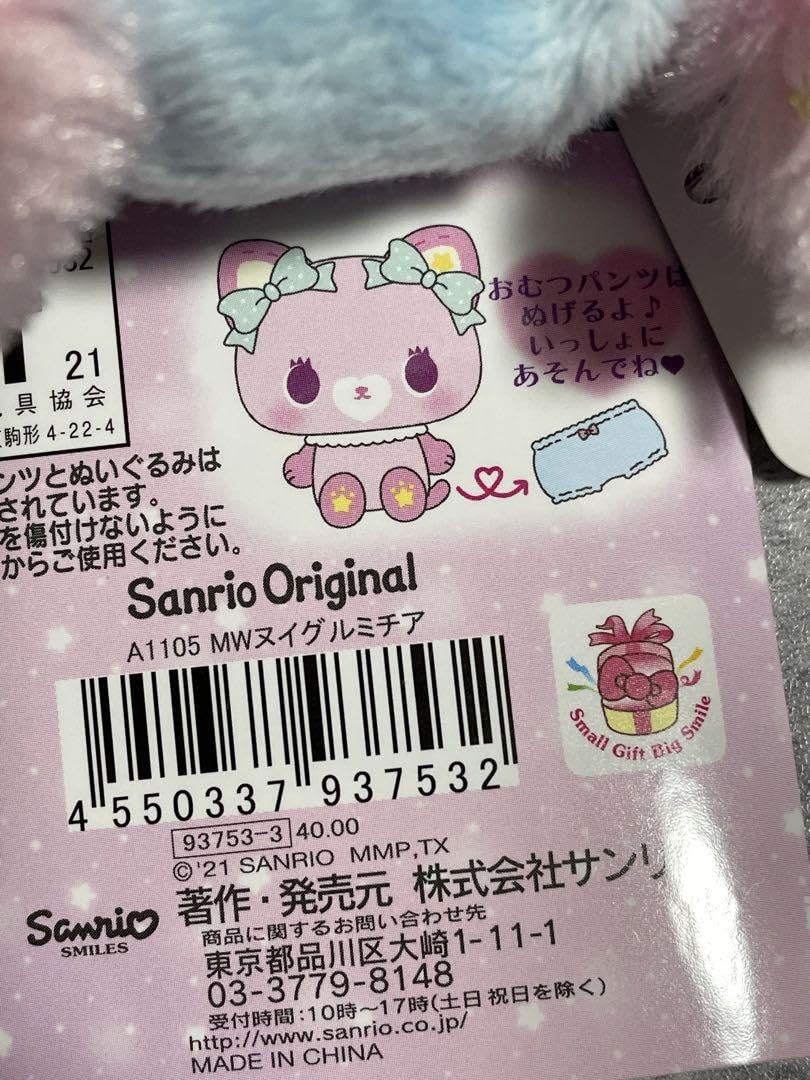 21
具協会
駒形 4-22-4
おむつパンツは
ぬげるよ♪
いっしょに
あそんでね♥
ンツとぬいぐるみは
されています。
を傷付けないように
からご使用ください。
Sanrio Original
A1105 MWヌイグルミチア
4 550337 937532
93753-3 40.00
©'21 SANRIO MMP,TX
Small Gift Big Smile
Sanrio
SMILES
著作・発売元 株式会社サンリ
商品に関するお問い合わせ先
東京都品川区大崎1-11-1
03-3779-8148
受付時間:10時〜17時(土日 祝日を除く)
http://www.sanrio.co.jp/
MADE IN CHINA